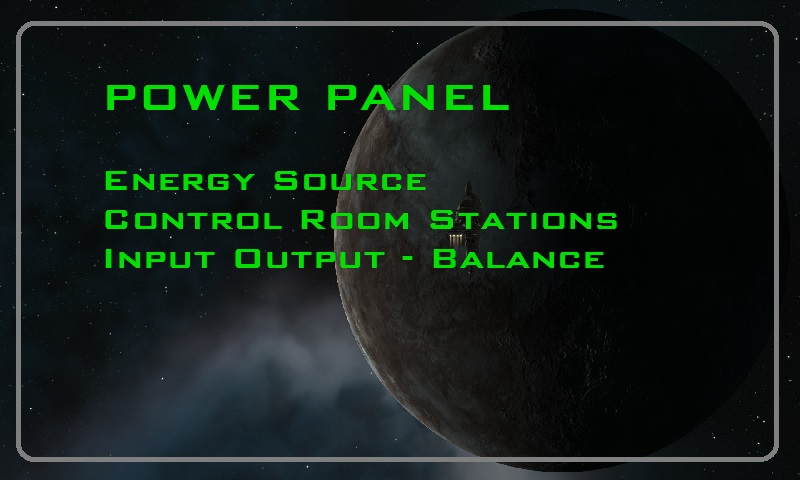 POWER PANEL
Energy Source
Control Room Stations
Input Output - Balance